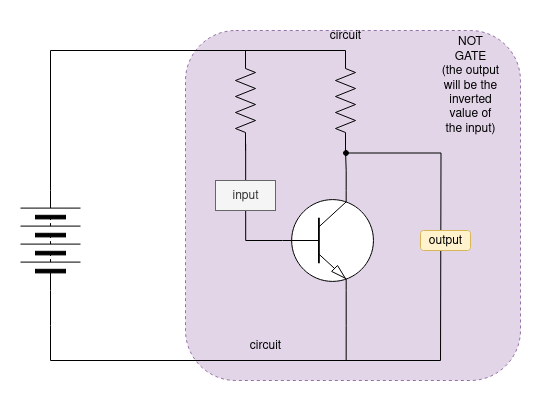 circuit
NOT
GATE
(the output
will be the
inverted
value of
the input)
input
output
circuit